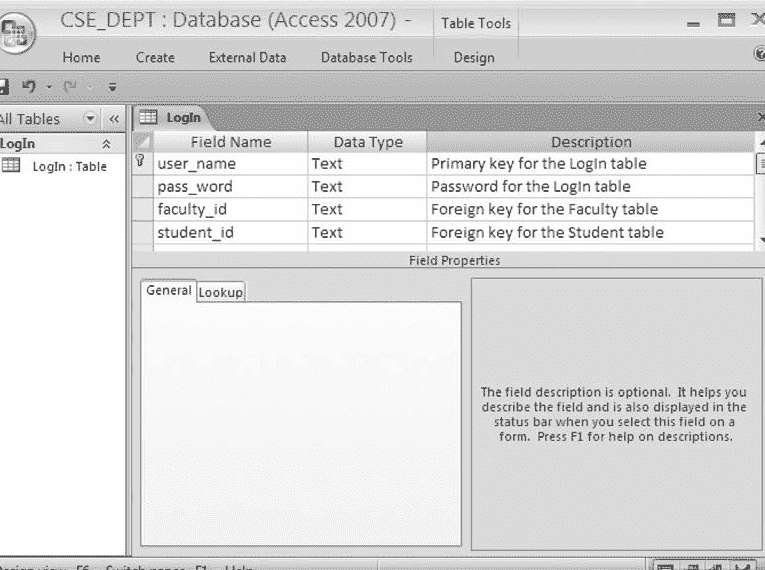 CSE_DEPT : Database (Access 2007) -
Table Tools
Home Create External Data Database Tools Design
All Tables
LogIn
LogIn
LogIn : Table
Field Name Data Type Description
user_name Text Primary key for the LogIn table
pass_word Text Password for the LogIn table
faculty_id Text Foreign key for the Faculty table
student_id Text Foreign key for the Student table
Field Properties
General Lookup
The field description is optional. It helps you
describe the field and is also displayed in the
status bar when you select this field on a
form. Press F1 for help on descriptions.